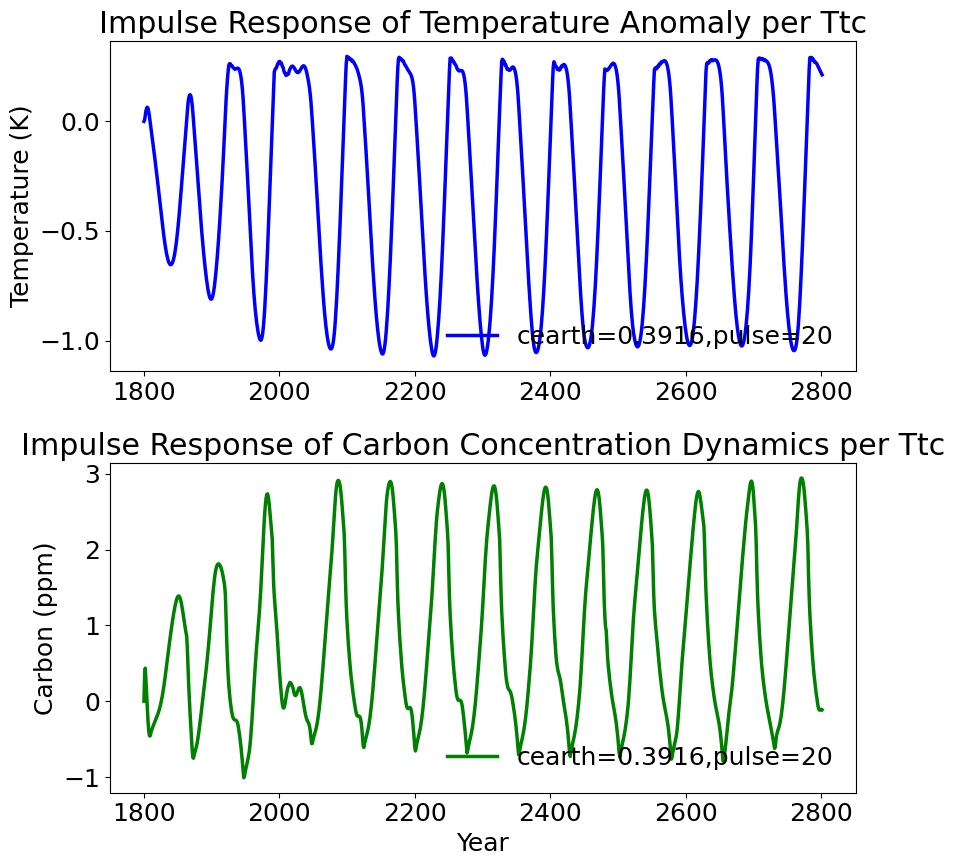 Impulse Response of Temperature Anomaly per Ttc
Temperature (K)
0.0
−0.5
−1.0
cearth=0.3916,pulse=20
1800 2000 2200 2400 2600 2800
Impulse Response of Carbon Concentration Dynamics per Ttc
Carbon (ppm)
3
2
1
0
−1
cearth=0.3916,pulse=20
1800 2000 2200 2400 2600 2800
Year